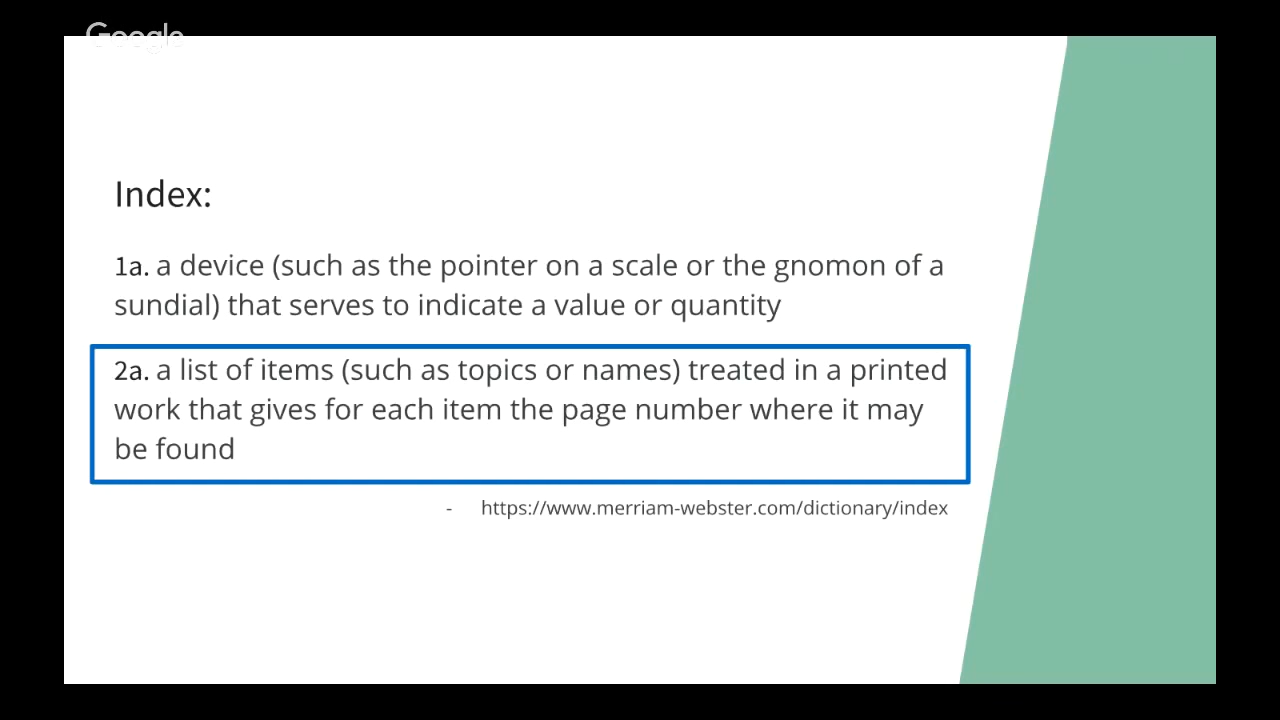 Google
Index:
1a. a device (such as the pointer on a scale or the gnomon of a
sundial) that serves to indicate a value or quantity
2a. a list of items (such as topics or names) treated in a printed
work that gives for each item the page number where it may
be found
- https://www.merriam-webster.com/dictionary/index